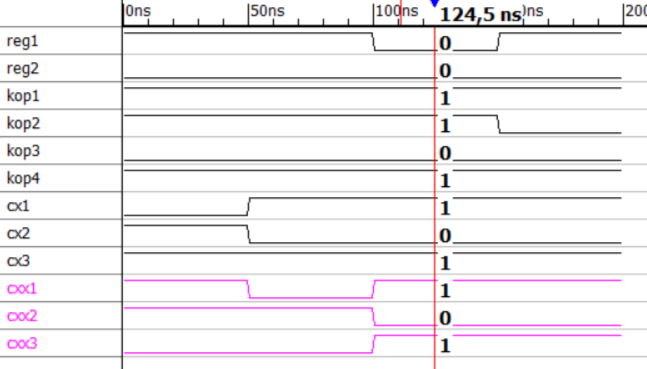 0ns 50ns 100ns 124,5 ns )ns 200
reg1 0
reg2 0
kop1 1
kop2 1
kop3 0
kop4 1
cx1 1
cx2 0
cx3 1
cxx1 1
cxx2 0
cxx3 1